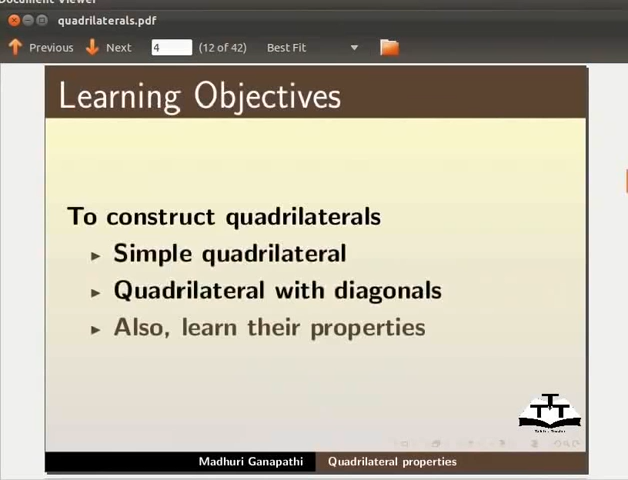 Document Viewer
quadrilaterals.pdf
Previous Next 4 (12 of 42) Best Fit
Learning Objectives
To construct quadrilaterals
Simple quadrilateral
Quadrilateral with diagonals
Also, learn their properties
Madhuri Ganapathi Quadrilateral properties